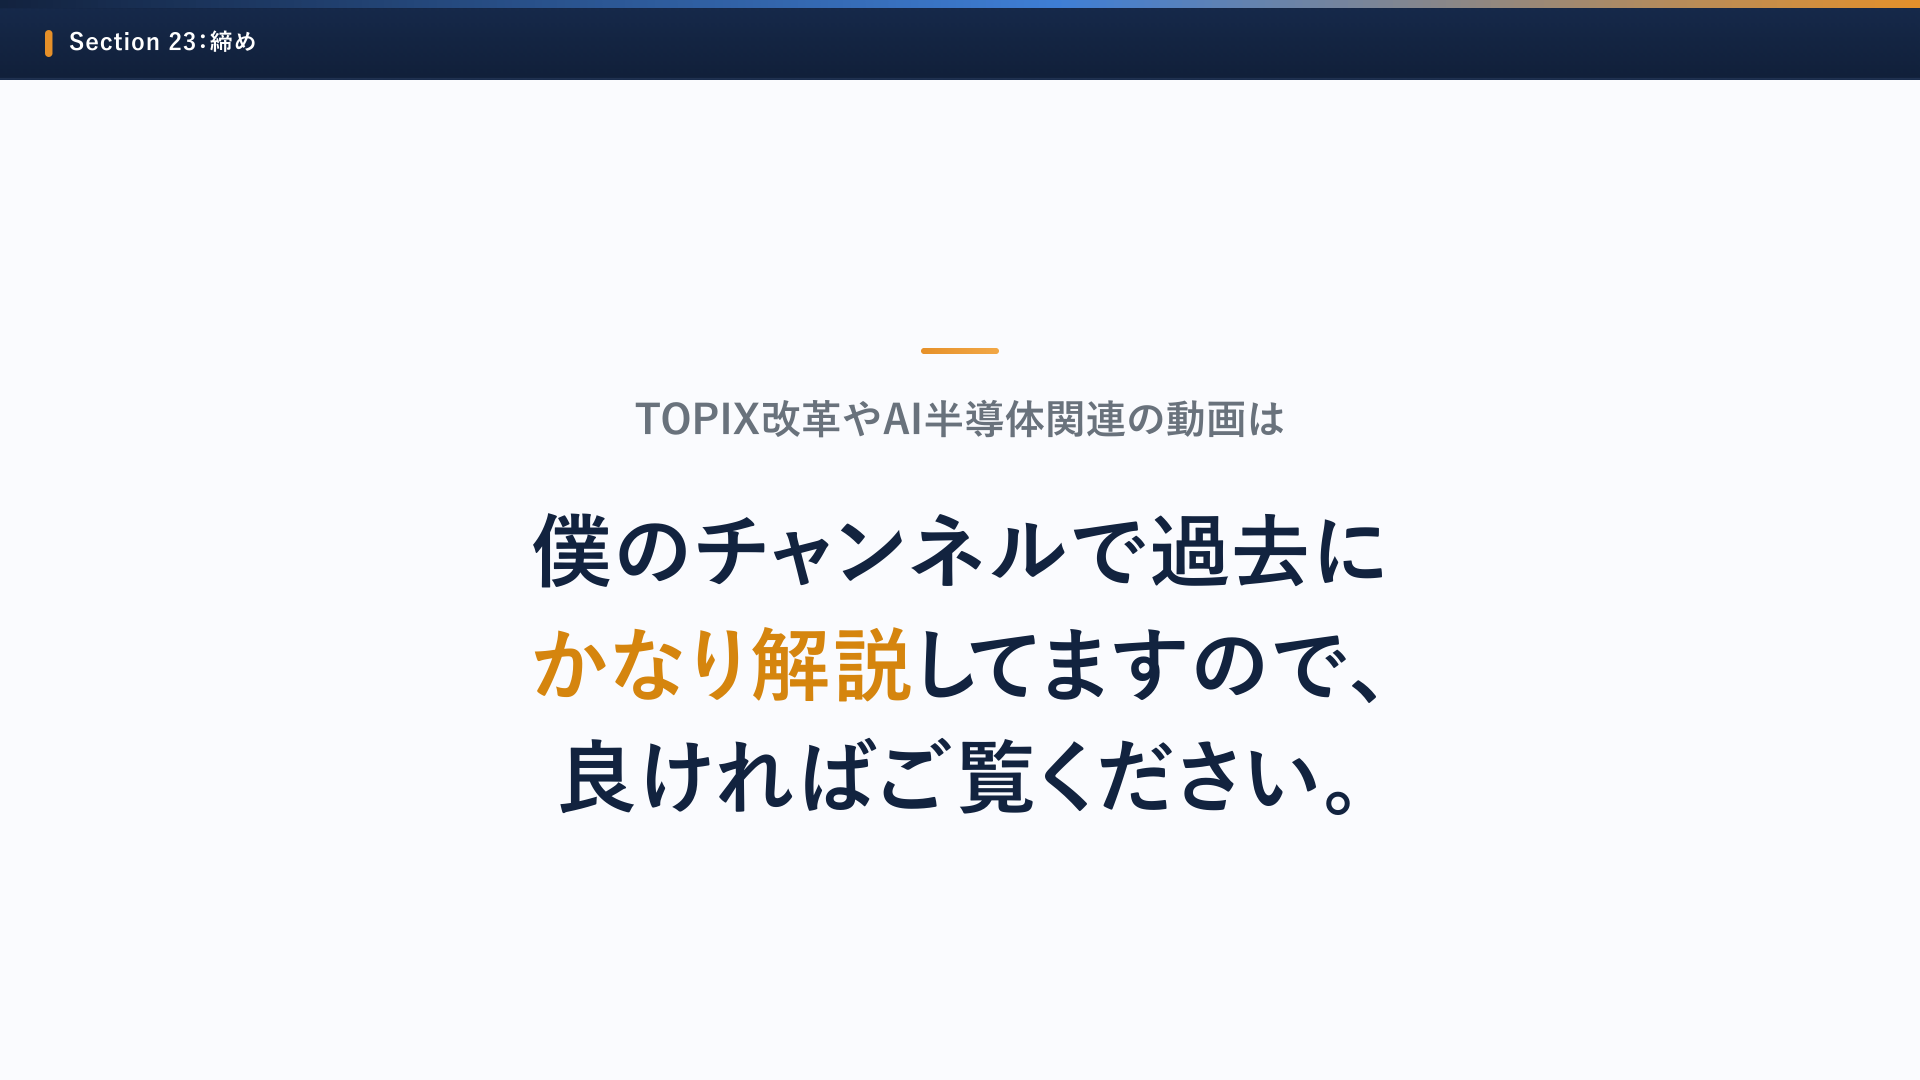 Section 23：締め
TOPIX改革やAI半導体関連の動画は
僕のチャンネルで過去に
かなり解説してますので、
良ければご覧ください。